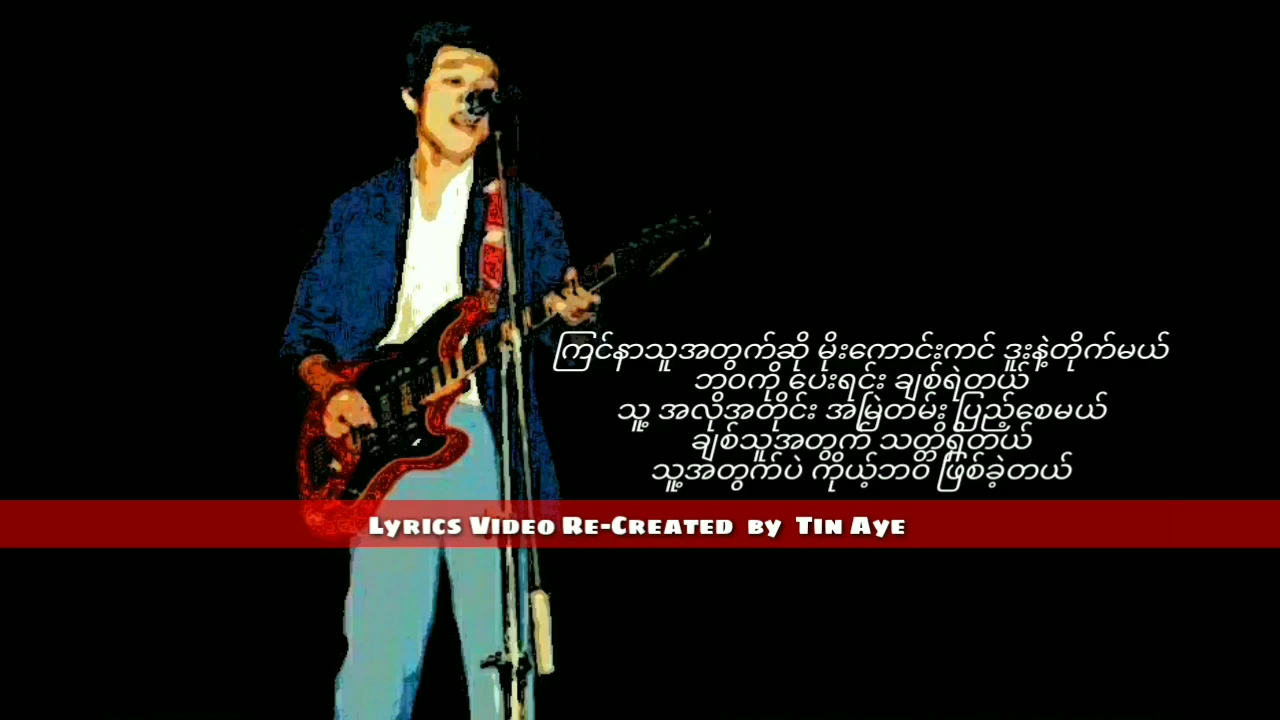 ကြင်နာသူအတွက်ဆို မိုးကောင်းကင် ဒူးနဲ့တိုက်မယ်
ဘဝကို ပေးရင်း ချစ်ရဲတယ်
သူ့ အလိုအတိုင်း အမြဲတမ်း ပြည့်စေမယ်
ချစ်သူအတွက် သတ္တိရှိတယ်
သူ့အတွက်ပဲ ကိုယ့်ဘဝ ဖြစ်ခဲ့တယ်
Lyrics Video Re-Created by Tin Aye